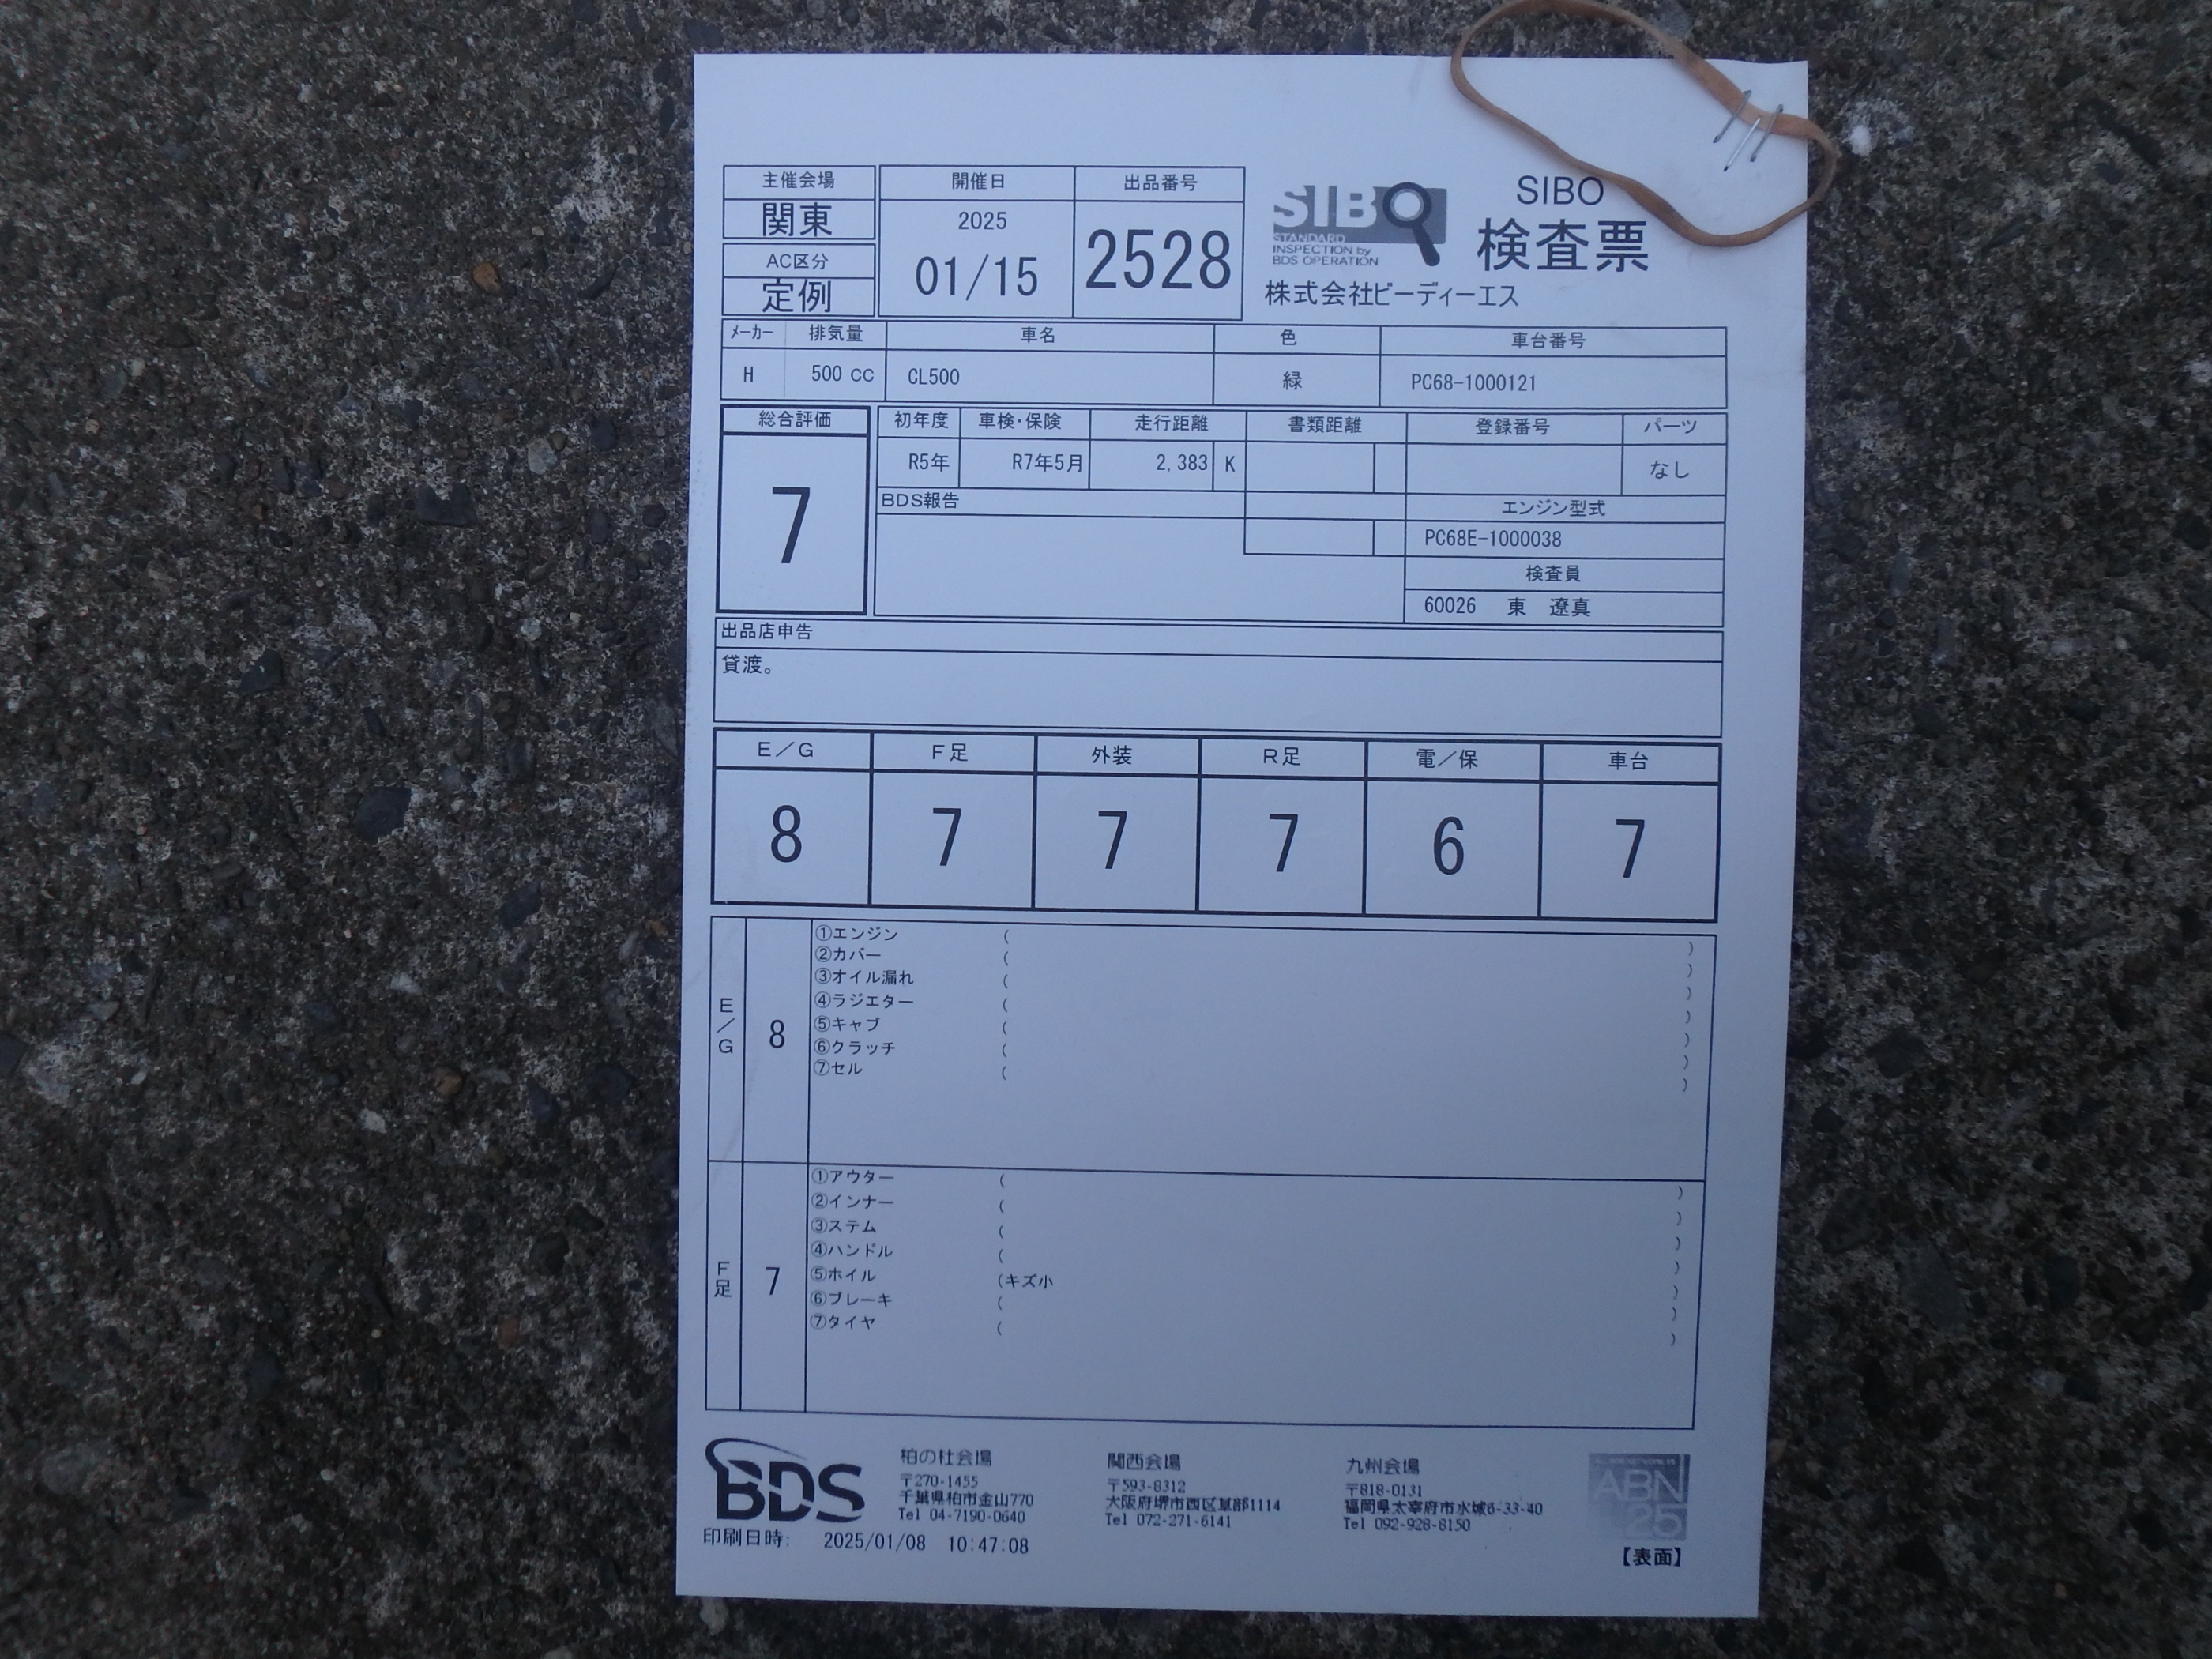 主催会場 開催日 出品番号
関東 2025 01/15 2528
AC区分
定例
SIBO
STANDARD
INSPECTION by
BDS OPERATION
SIBO
検査票
株式会社ビーディーエス
メーカー 排気量 車名 色 車台番号
H 500 cc CL500 緑 PC68-1000121
総合評価 初年度 車検・保険 走行距離 書類距離 登録番号 パーツ
7 R5年 R7年5月 2,383 K なし
BDS報告 エンジン型式
PC68E-1000038
検査員
60026 東 遼真
出品店申告
貸渡。
E/G F足 外装 R足 電/保 車台
8 7 7 7 6 7
E/G 8
①エンジン ( )
②カバー ( )
③オイル漏れ ( )
④ラジエター ( )
⑤キャブ ( )
⑥クラッチ ( )
⑦セル ( )
F足 7
①アウター ( )
②インナー ( )
③ステム ( )
④ハンドル ( )
⑤ホイル (キズ小 )
⑥ブレーキ ( )
⑦タイヤ ( )
BDS
柏の杜会場
〒270-1455
千葉県柏市金山770
Tel 04-7190-0640
関西会場
〒593-8312
大阪府堺市西区草部1114
Tel 072-271-6141
九州会場
〒818-0131
福岡県太宰府市水城6-33-40
Tel 092-928-8150
ABN
25
印刷日時: 2025/01/08 10:47:08
【表面】